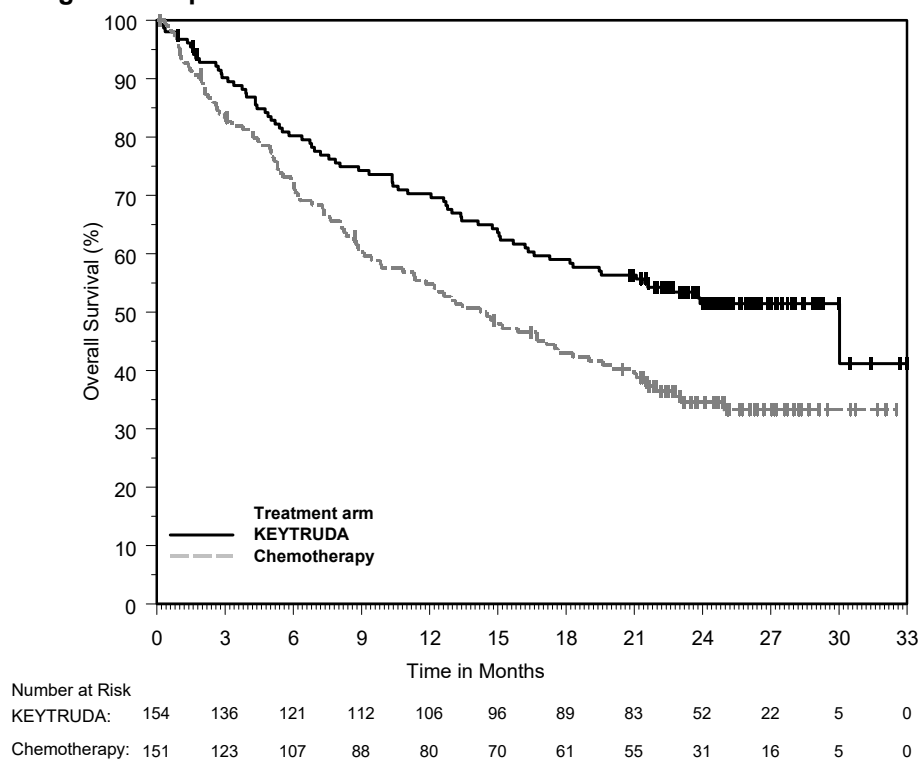 100
90
80
70
60
50
40
30
20
10
0
Overall Survival (%)
Treatment arm
KEYTRUDA
Chemotherapy
0 3 6 9 12 15 18 21 24 27 30 33
Time in Months
Number at Risk
KEYTRUDA: 154 136 121 112 106 96 89 83 52 22 5 0
Chemotherapy: 151 123 107 88 80 70 61 55 31 16 5 0